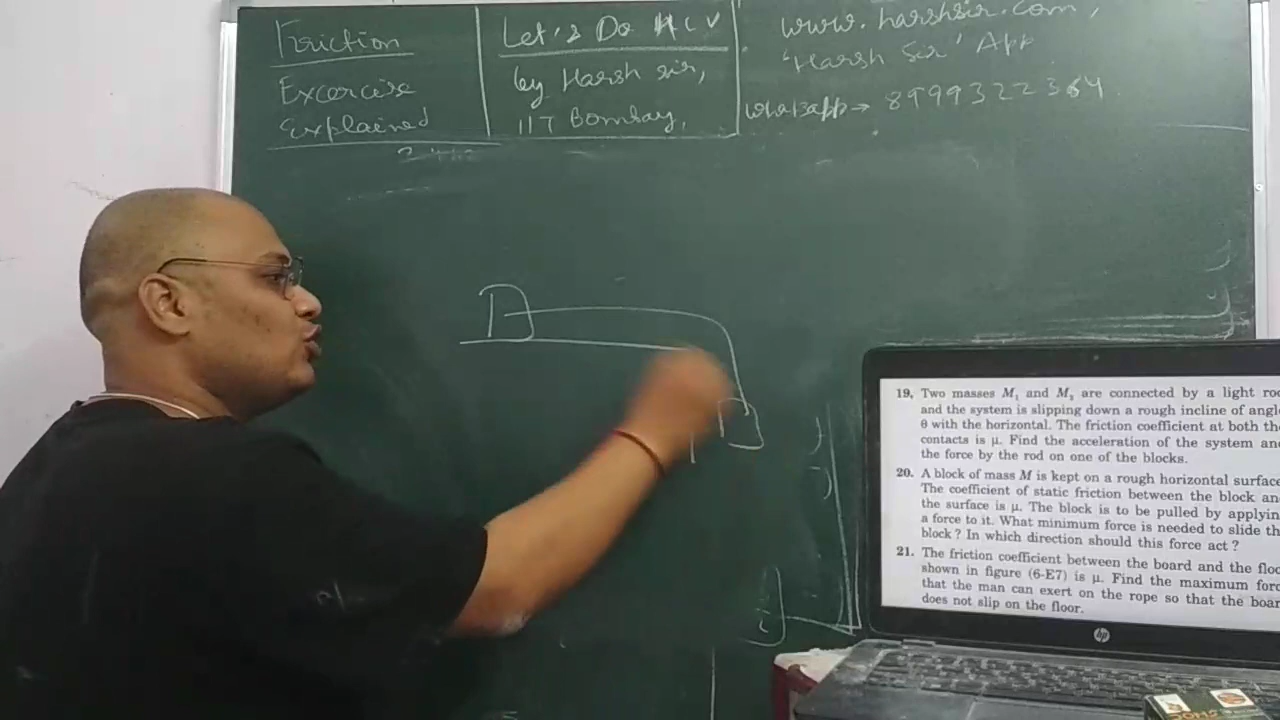 Friction
Excercise
Explained
Let's Do HCV
by Harsh sir,
IIT Bombay,
www.harshsir.com,
'Harsh Sir' App
whatsapp→ 8999322364
19, Two masses M₁ and M₂ are connected by a light rod
and the system is slipping down a rough incline of angle
θ with the horizontal. The friction coefficient at both the
contacts is μ. Find the acceleration of the system and
the force by the rod on one of the blocks.
20. A block of mass M is kept on a rough horizontal surface
The coefficient of static friction between the block and
the surface is μ. The block is to be pulled by applying
a force to it. What minimum force is needed to slide the
block ? In which direction should this force act ?
21. The friction coefficient between the board and the floor
shown in figure (6-E7) is μ. Find the maximum force
that the man can exert on the rope so that the board
does not slip on the floor.
hp